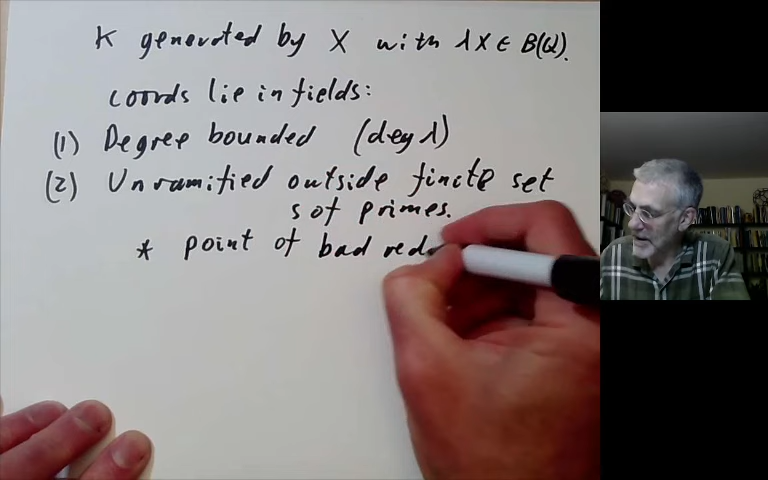 K generated by X with λX ∈ B(Q).
coords lie in fields:
(1) Degree bounded (deg λ)
(2) Unramified outside finite set
S of primes.
* point of bad redu